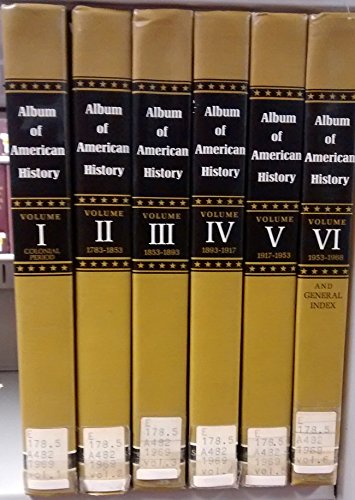 Album
of
American
History
VOLUME
I
COLONIAL
PERIOD
E
178.5
A482
1969
vol.1
Album
of
American
History
VOLUME
II
1783-1853
E
178.5
A482
1969
Album
of
American
History
VOLUME
III
1853-1893
E
178.5
A482
1969
Album
of
American
History
VOLUME
IV
1893-1917
E
178.5
A482
1969
Album
of
American
History
VOLUME
V
1917-1953
E
178.5
A482
1969
Album
of
American
History
VOLUME
VI
1953-1968
AND
GENERAL
INDEX
E
178.5
A482
1969